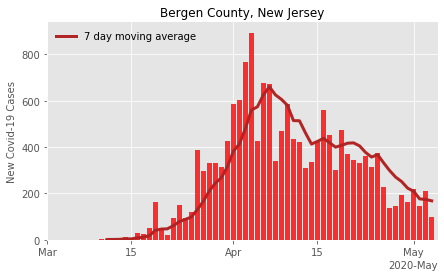 Bergen County, New Jersey
7 day moving average
New Covid-19 Cases
800
600
400
200
0
Mar 15 Apr 15 May
2020-May